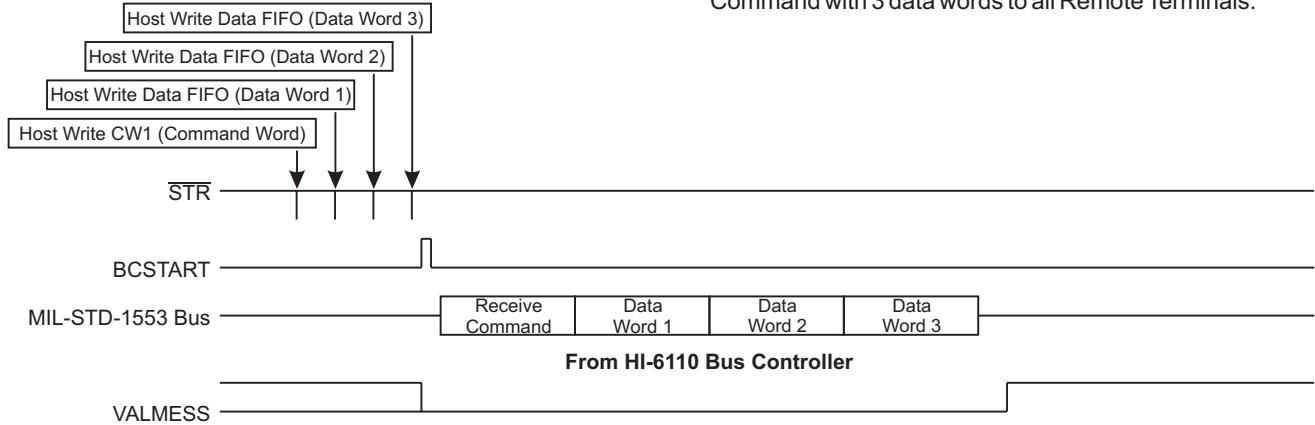 Command with 3 data words to all Remote Terminals.
Host Write Data FIFO (Data Word 3)
Host Write Data FIFO (Data Word 2)
Host Write Data FIFO (Data Word 1)
Host Write CW1 (Command Word)
STR
BCSTART
MIL-STD-1553 Bus
Receive
Command
Data
Word 1
Data
Word 2
Data
Word 3
From HI-6110 Bus Controller
VALMESS